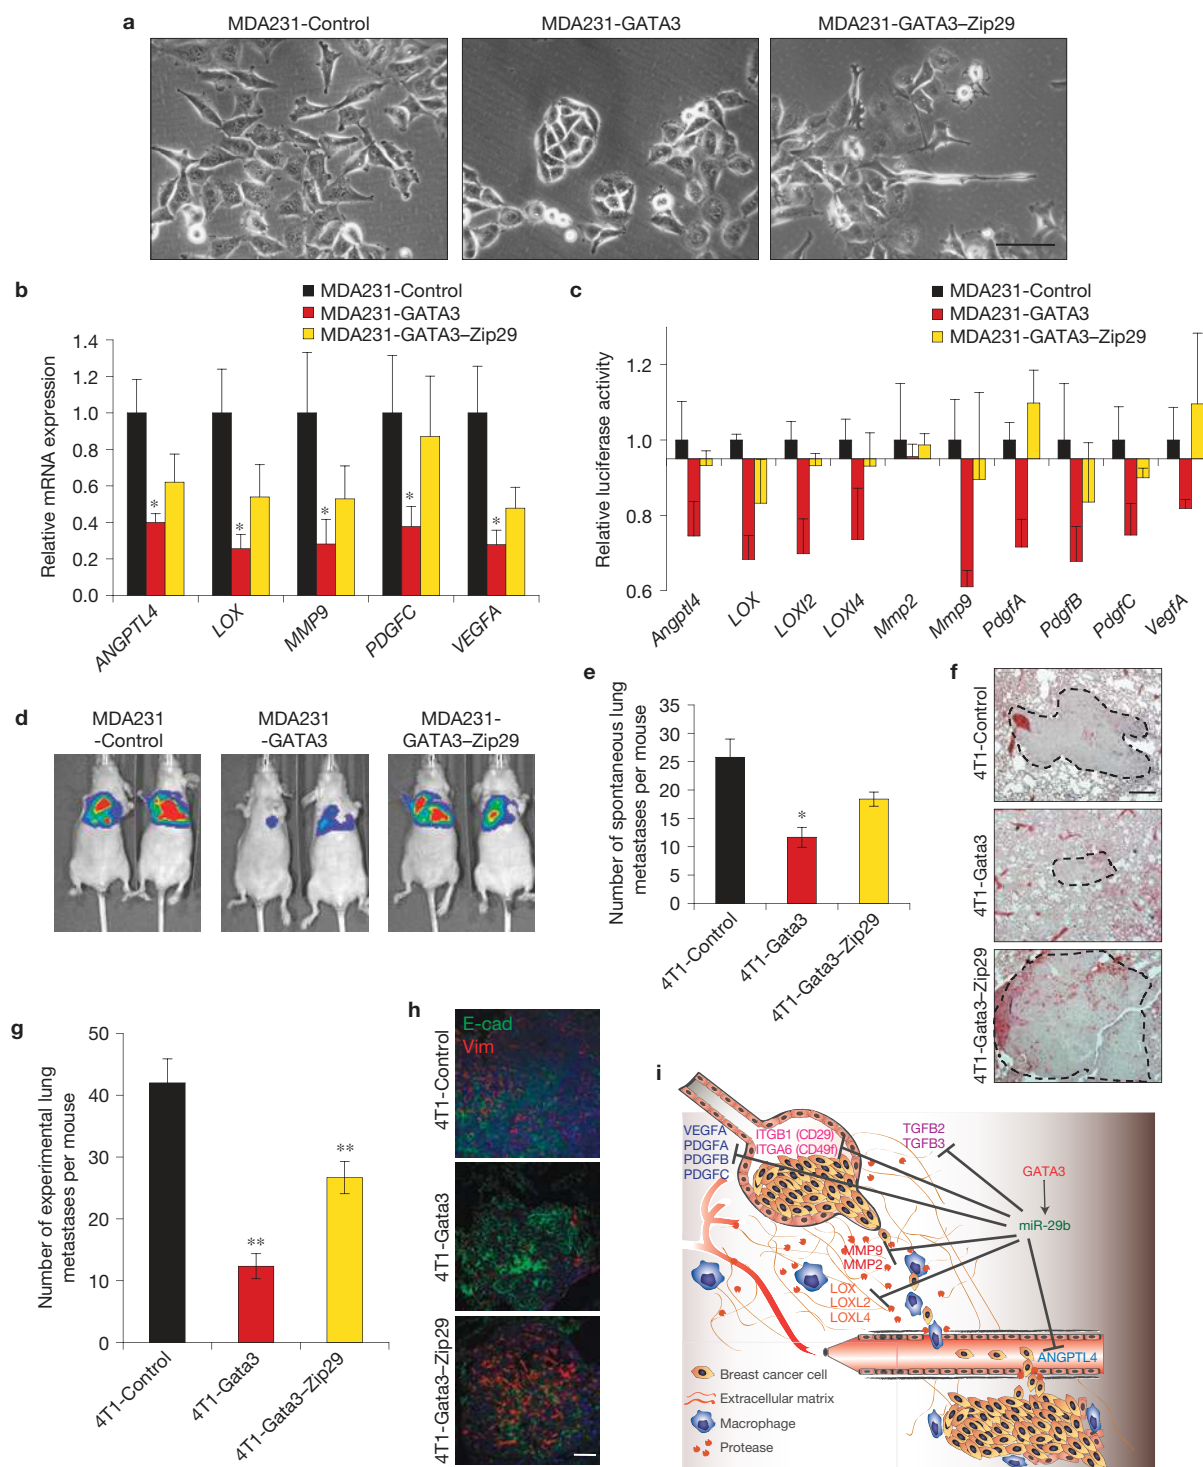 a
MDA231-Control
MDA231-GATA3
MDA231-GATA3–Zip29
b
MDA231-Control
MDA231-GATA3
MDA231-GATA3–Zip29
Relative mRNA expression
1.4
1.2
1.0
0.8
0.6
0.4
0.2
0.0
*
*
*
*
*
ANGPTL4
LOX
MMP9
PDGFC
VEGFA
c
MDA231-Control
MDA231-GATA3
MDA231-GATA3–Zip29
Relative luciferase activity
1.2
1.0
0.8
0.6
Angptl4
LOX
LOXl2
LOXl4
Mmp2
Mmp9
PdgfA
PdgfB
PdgfC
VegfA
d
MDA231
-Control
MDA231
-GATA3
MDA231-
GATA3–Zip29
e
Number of spontaneous lung
metastases per mouse
35
25
30
20
15
10
25
0
*
4T1-Control
4T1-Gata3
4T1-Gata3–Zip29
f
4T1-Control
4T1-Gata3
4T1-Gata3–Zip29
g
Number of experimental lung
metastases per mouse
50
40
30
20
10
0
**
**
4T1-Control
4T1-Gata3
4T1-Gata3–Zip29
h
E-cad
Vim
4T1-Control
4T1-Gata3
4T1-Gata3–Zip29
i
VEGFA
PDGFA
PDGFB
PDGFC
ITGB1 (CD29)
ITGA6 (CD49f)
TGFB2
TGFB3
GATA3
miR-29b
MMP9
MMP2
LOX
LOXL2
LOXL4
ANGPTL4
Breast cancer cell
Extracellular matrix
Macrophage
Protease